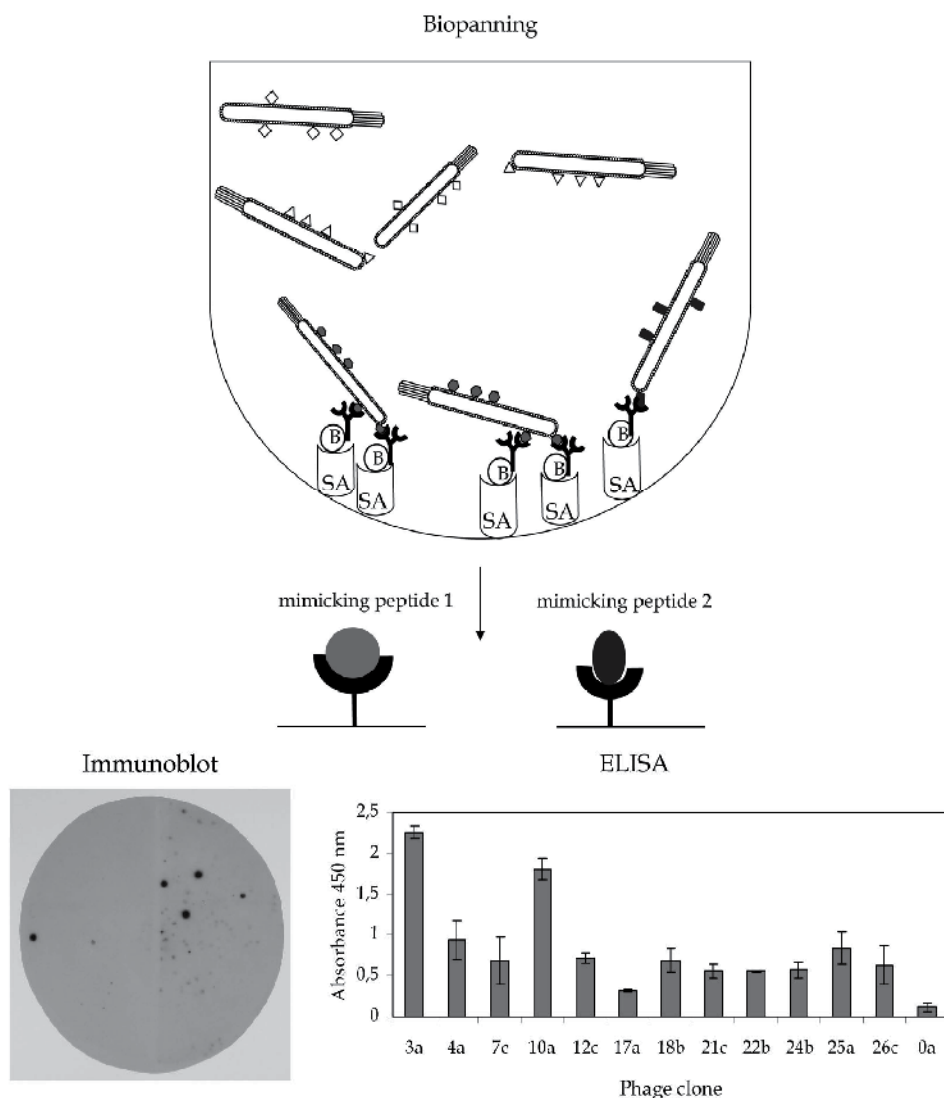 Biopanning
B
SA
B
SA
B
SA
B
SA
B
SA
mimicking peptide 1
mimicking peptide 2
Immunoblot
ELISA
Absorbance 450 nm
2,5
2
1,5
1
0,5
0
3a 4a 7c 10a 12c 17a 18b 21c 22b 24b 25a 26c 0a
Phage clone